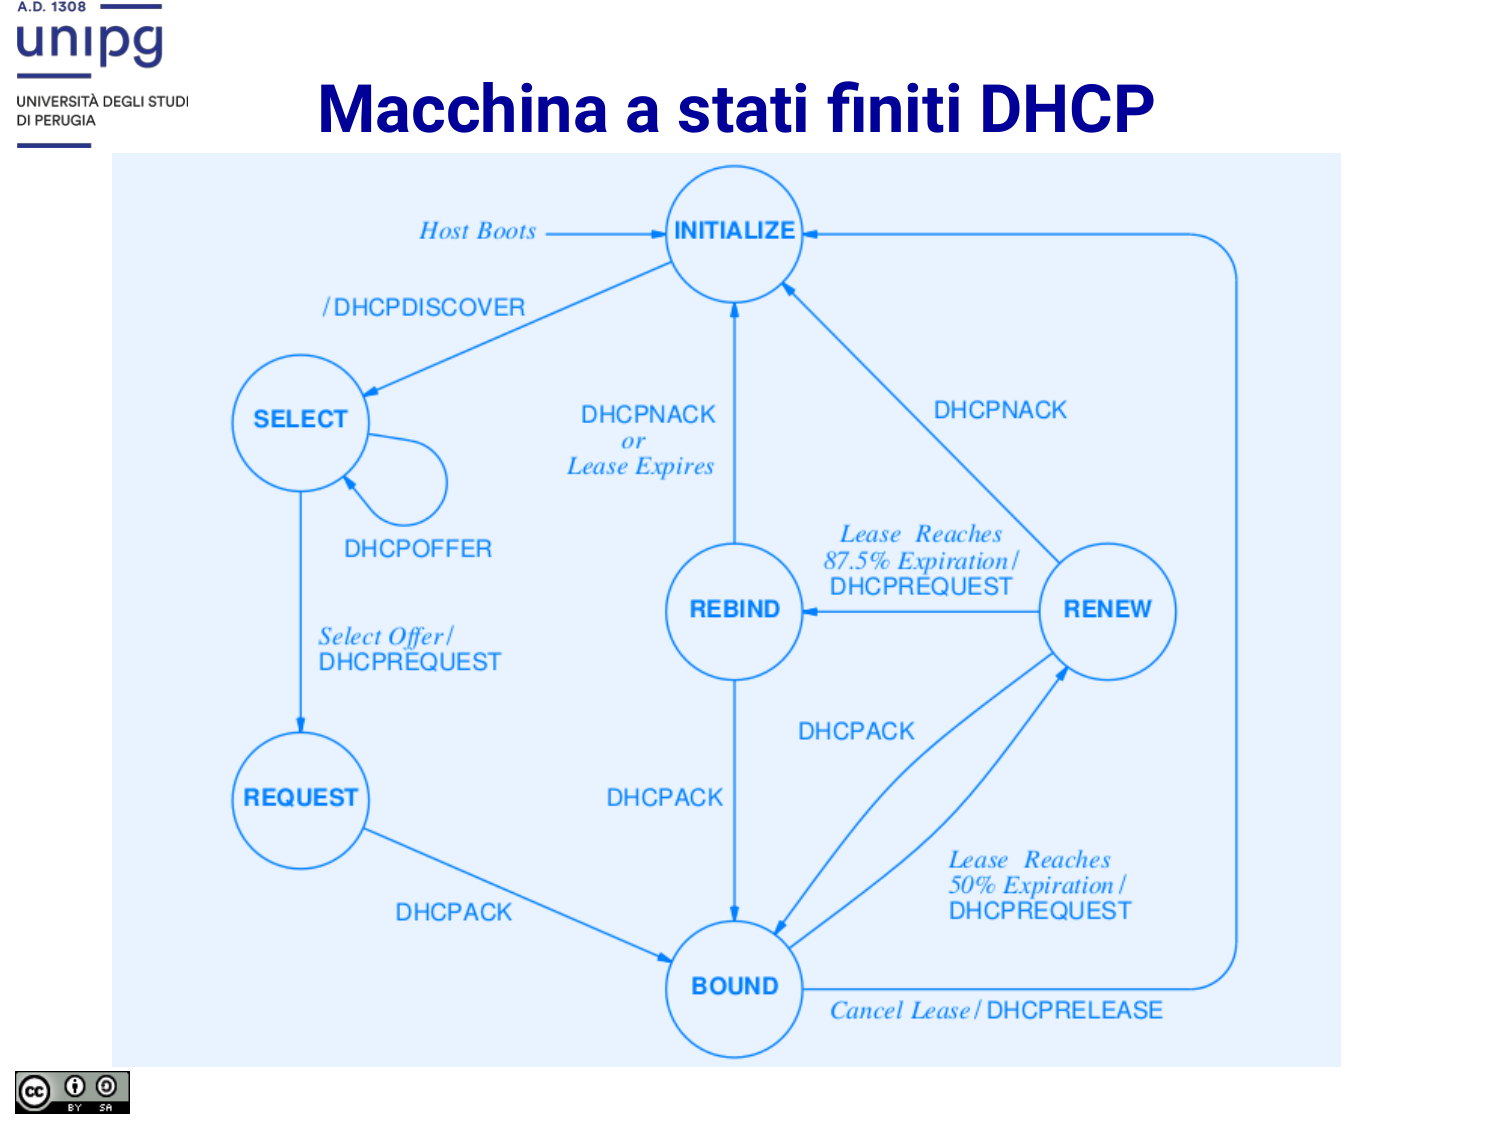 A.D. 1308
unipg
UNIVERSITÀ DEGLI STUDI
DI PERUGIA
Macchina a stati finiti DHCP
Host Boots
INITIALIZE
/ DHCPDISCOVER
SELECT
DHCPNACK
or
Lease Expires
DHCPNACK
DHCPOFFER
Lease Reaches
87.5% Expiration /
DHCPREQUEST
REBIND
RENEW
Select Offer /
DHCPREQUEST
DHCPACK
REQUEST
DHCPACK
Lease Reaches
50% Expiration /
DHCPREQUEST
DHCPACK
BOUND
Cancel Lease / DHCPRELEASE
cc
BY SA